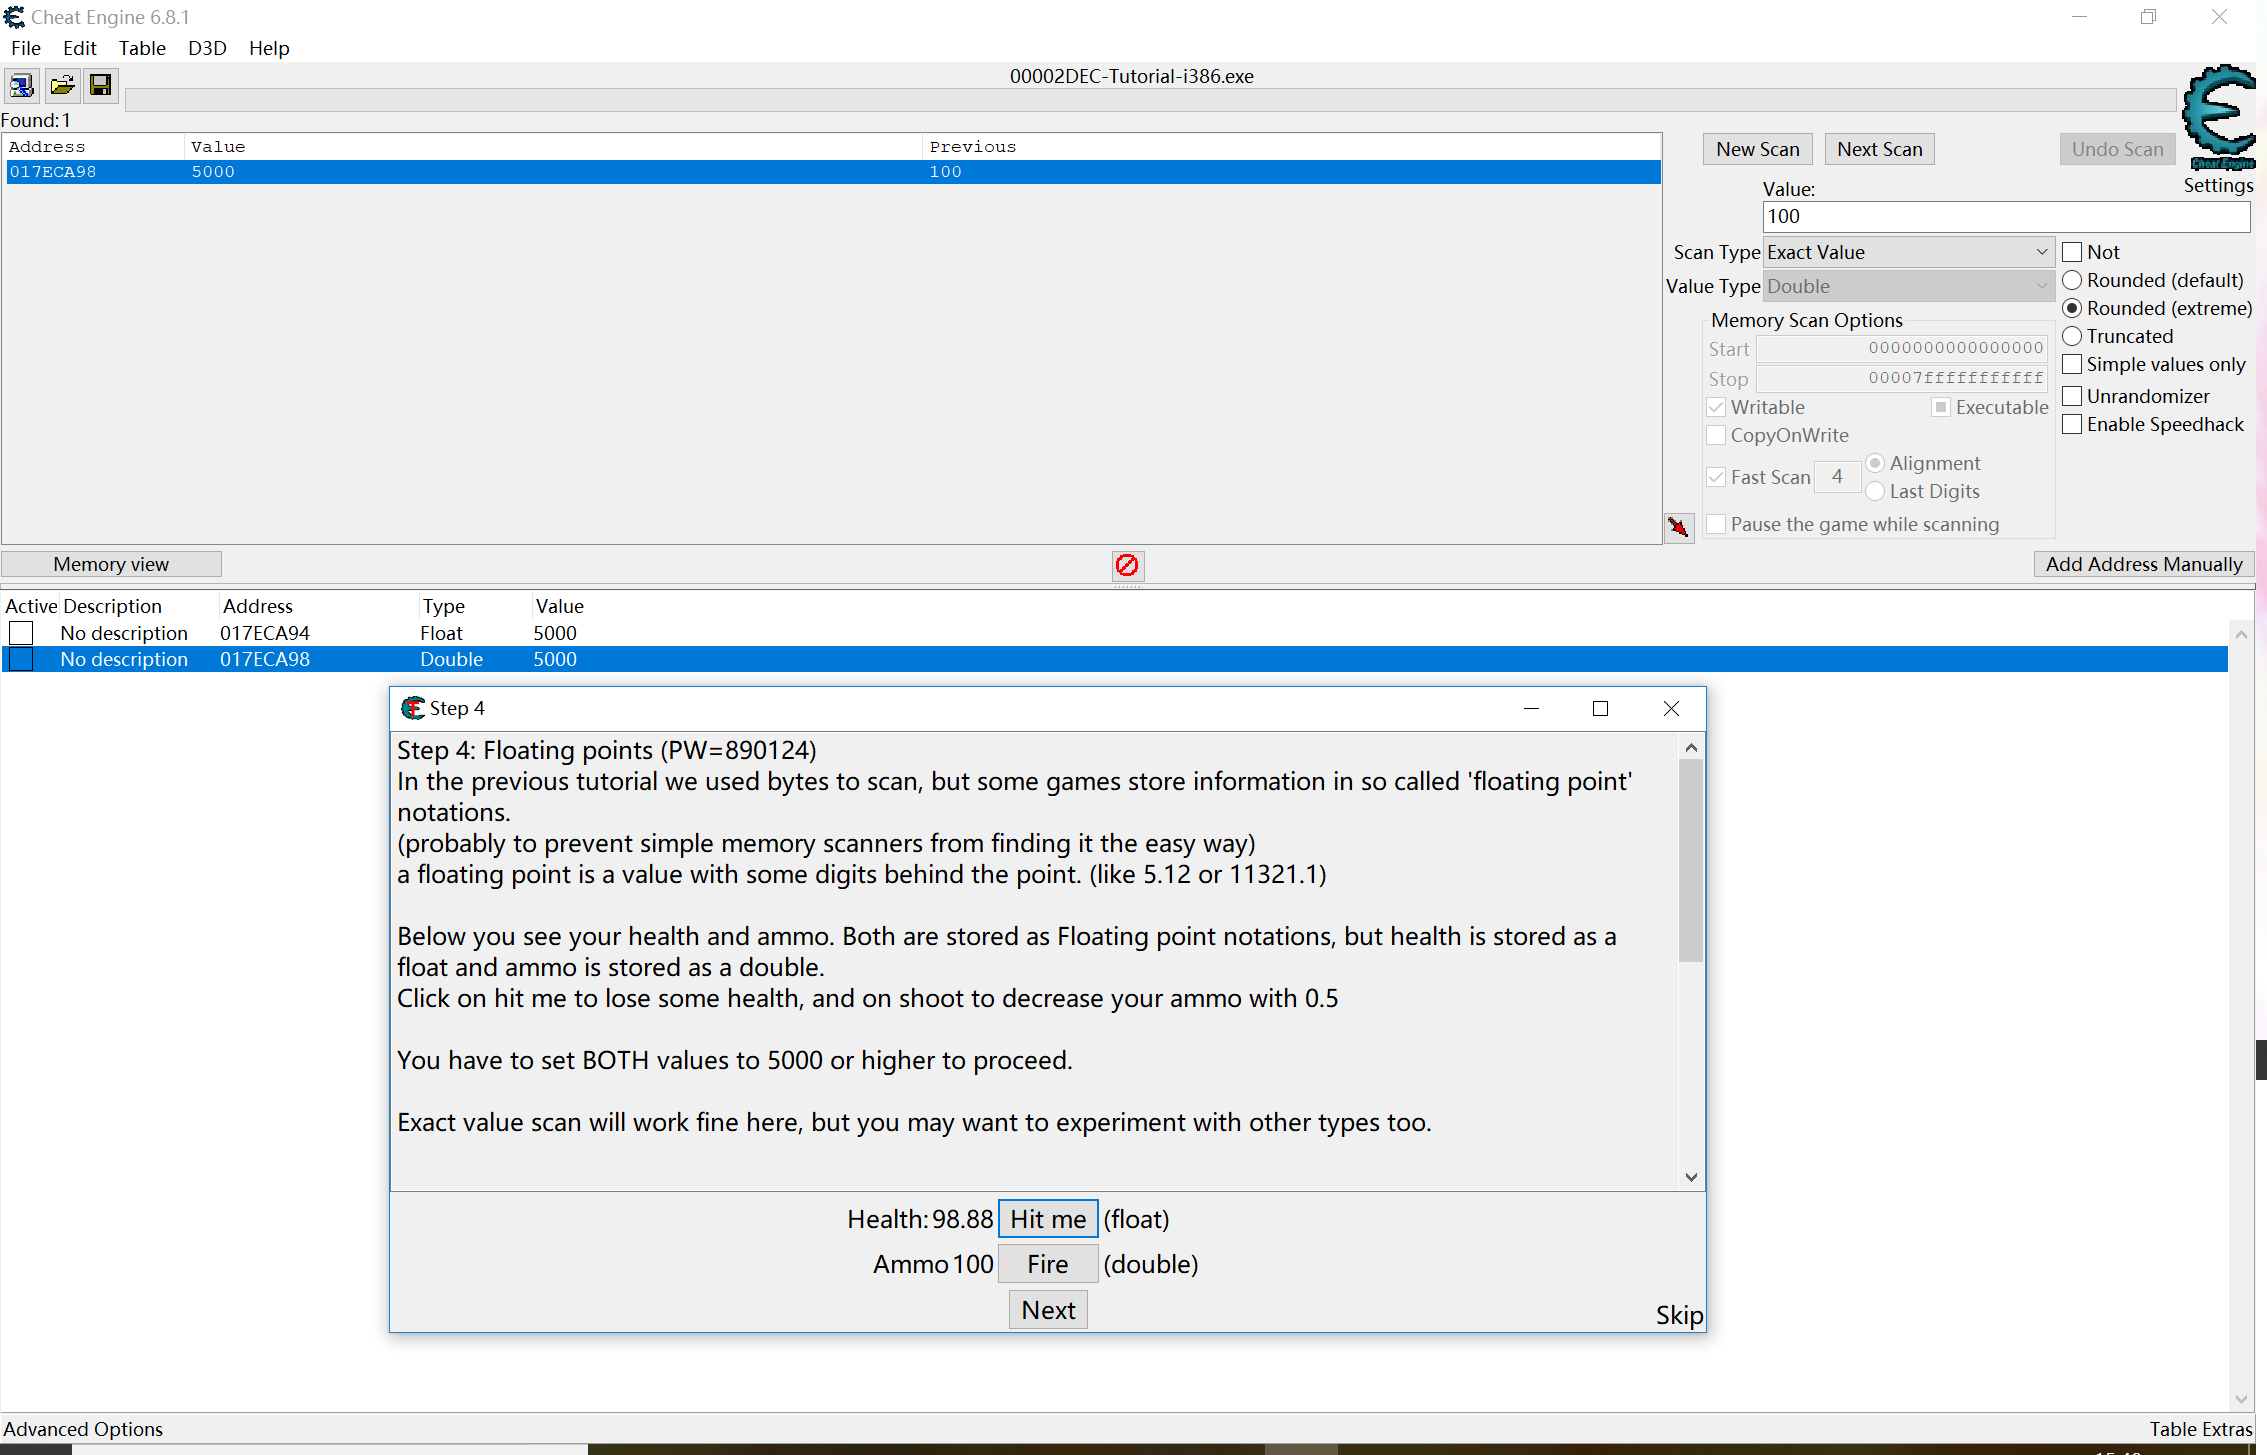 Cheat Engine 6.8.1
File Edit Table D3D Help
00002DEC-Tutorial-i386.exe
Found: 1
Address Value Previous
017ECA98 5000 100
New Scan Next Scan Undo Scan
Cheat Engine
Settings
Value:
100
Scan Type Exact Value
Not
Value Type Double
Rounded (default)
Rounded (extreme)
Truncated
Simple values only
Unrandomizer
Enable Speedhack
Memory Scan Options
Start 0000000000000000
Stop 00007fffffffffff
Writable Executable
CopyOnWrite
Fast Scan 4 Alignment
Last Digits
Pause the game while scanning
Memory view
Add Address Manually
Active Description Address Type Value
No description 017ECA94 Float 5000
No description 017ECA98 Double 5000
Step 4
Step 4: Floating points (PW=890124)
In the previous tutorial we used bytes to scan, but some games store information in so called 'floating point'
notations.
(probably to prevent simple memory scanners from finding it the easy way)
a floating point is a value with some digits behind the point. (like 5.12 or 11321.1)
Below you see your health and ammo. Both are stored as Floating point notations, but health is stored as a
float and ammo is stored as a double.
Click on hit me to lose some health, and on shoot to decrease your ammo with 0.5
You have to set BOTH values to 5000 or higher to proceed.
Exact value scan will work fine here, but you may want to experiment with other types too.
Health: 98.88 Hit me (float)
Ammo 100 Fire (double)
Next
Skip
Advanced Options
Table Extras